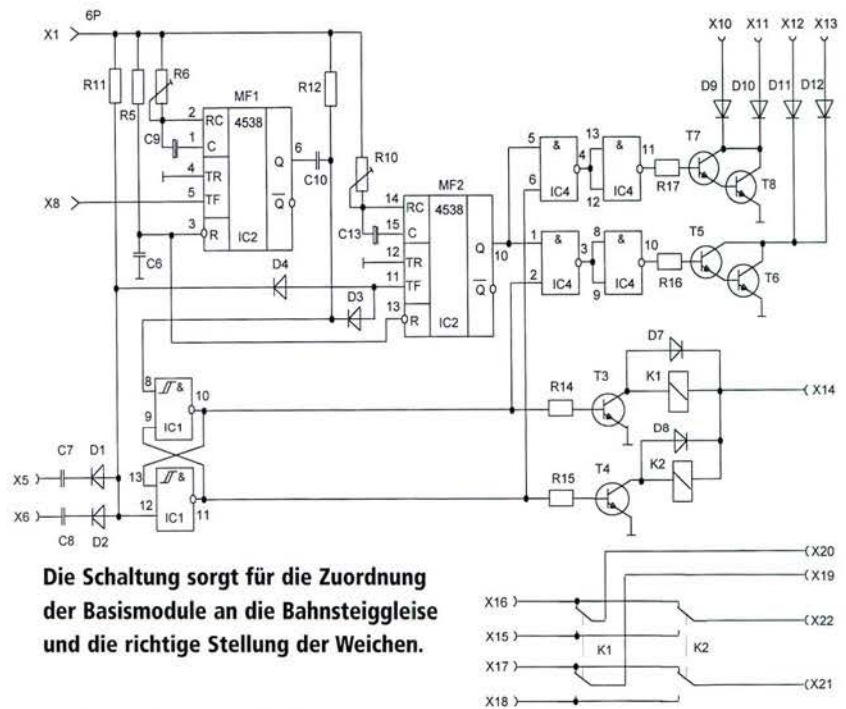 6P
X1
X10 X11 X12 X13
R11
R5
R6
R12
D9 D10 D11 D12
MF1
2 RC
4538
C9
1 C
6
Q
C10
4 TR
Q
X8
5 TF
3 R
IC2
C6
R10
MF2
14 RC
4538
C13
15 C
12 TR
Q
10
11 TF
Q
13 R
IC2
D4
D3
5
&
4
13
&
11
6
IC4
12
IC4
R17
T7
T8
1
&
3
8
&
10
2
IC4
9
IC4
R16
T5
T6
8
&
10
9
IC1
13
&
12
IC1
11
C7 D1
X5
X6
C8 D2
R14
T3
D7
K1
X14
D8
R15
T4
K2
Die Schaltung sorgt für die Zuordnung
der Basismodule an die Bahnsteiggleise
und die richtige Stellung der Weichen.
X20
X19
X16
X22
X15
K1
K2
X17
X21
X18